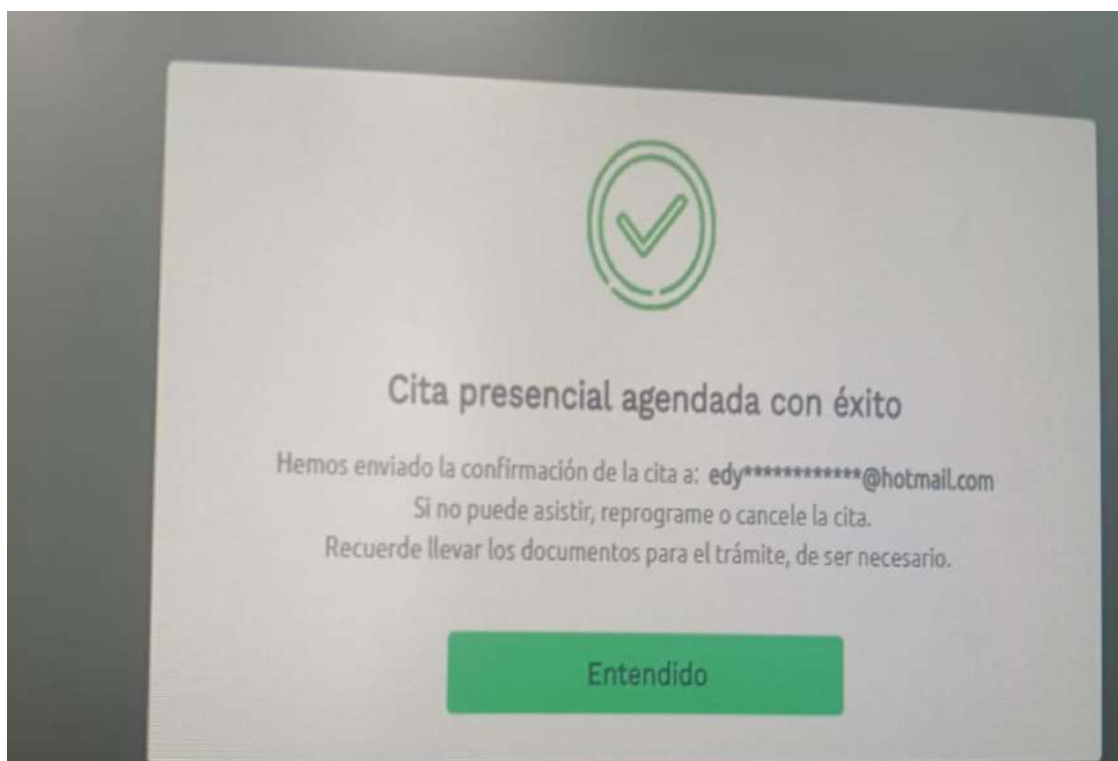 Cita presencial agendada con éxito
Hemos enviado la confirmación de la cita a: edy************@hotmail.com
Si no puede asistir, reprograme o cancele la cita.
Recuerde llevar los documentos para el trámite, de ser necesario.
Entendido